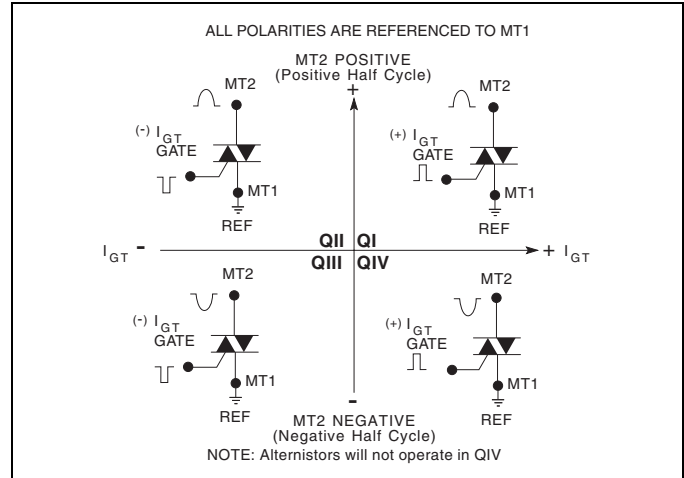 ALL POLARITIES ARE REFERENCED TO MT1
MT2 POSITIVE
(Positive Half Cycle)
+
MT2
(-) IGT
GATE
MT1
REF
MT2
(+) IGT
GATE
MT1
REF
IGT -
QII QI
QIII QIV
+ IGT
MT2
(-) IGT
GATE
MT1
REF
MT2
(+) IGT
GATE
MT1
REF
-
MT2 NEGATIVE
(Negative Half Cycle)
NOTE: Alternistors will not operate in QIV